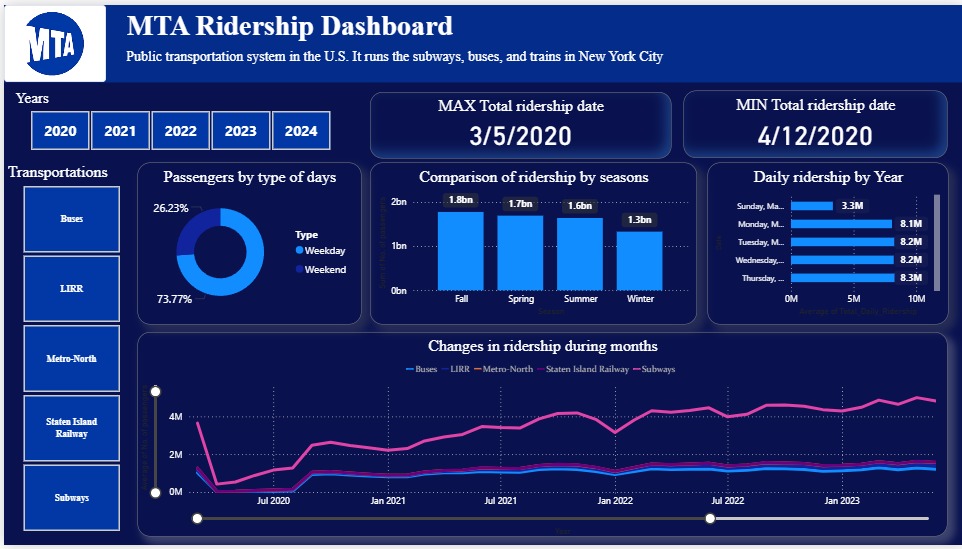 MTA
MTA Ridership Dashboard
Public transportation system in the U.S. It runs the subways, buses, and trains in New York City
Years
2020 2021 2022 2023 2024
MAX Total ridership date
3/5/2020
MIN Total ridership date
4/12/2020
Transportations
Buses
LIRR
Metro-North
Staten Island
Railway
Subways
Passengers by type of days
26.23%
73.77%
Type
Weekday
Weekend
Comparison of ridership by seasons
2bn
1bn
0bn
1.8bn 1.7bn 1.6bn 1.3bn
Fall Spring Summer Winter
Season
Daily ridership by Year
Sunday, Ma... 3.3M
Monday, M... 8.1M
Tuesday, M... 8.2M
Wednesday,... 8.2M
Thursday, ... 8.3M
0M 5M 10M
Changes in ridership during months
Buses LIRR Metro-North Staten Island Railway Subways
4M
2M
0M
Jul 2020 Jan 2021 Jul 2021 Jan 2022 Jul 2022 Jan 2023